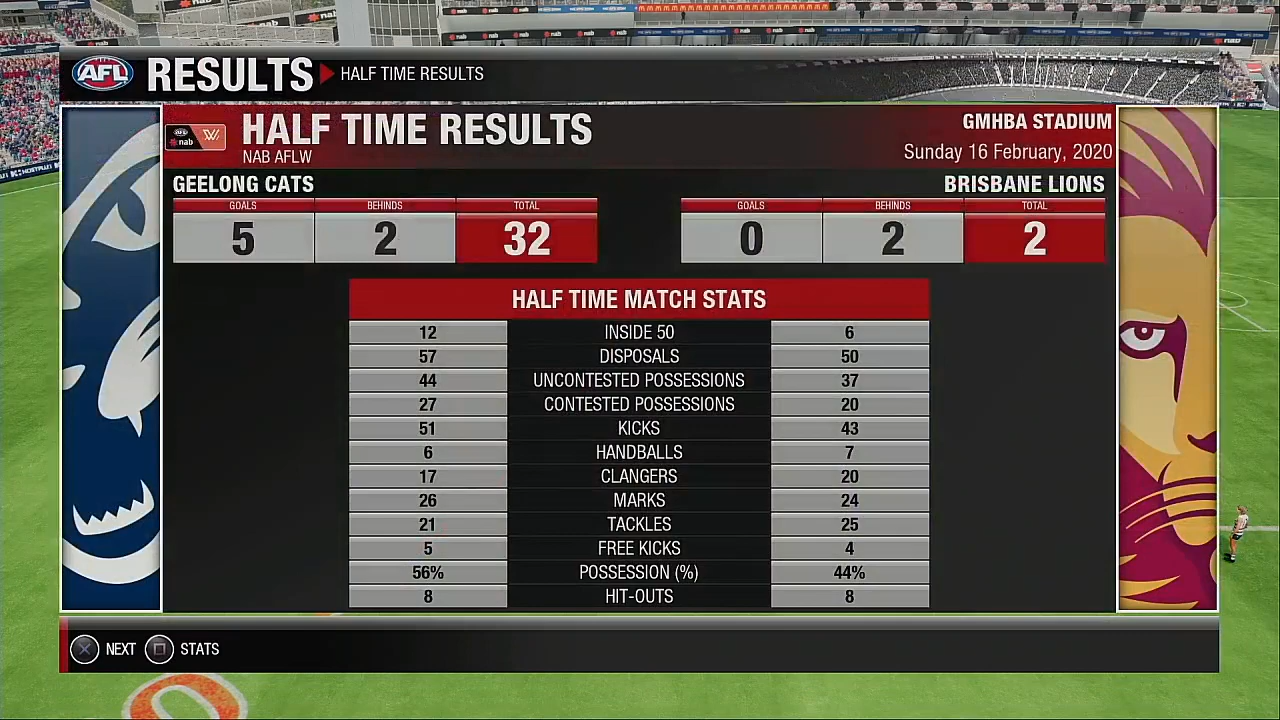 AFL RESULTS HALF TIME RESULTS
AFL nab W HALF TIME RESULTS
NAB AFLW
GMHBA STADIUM
Sunday 16 February, 2020
GEELONG CATS
BRISBANE LIONS
GOALS BEHINDS TOTAL
5 2 32
GOALS BEHINDS TOTAL
0 2 2
HALF TIME MATCH STATS
12 INSIDE 50 6
57 DISPOSALS 50
44 UNCONTESTED POSSESSIONS 37
27 CONTESTED POSSESSIONS 20
51 KICKS 43
6 HANDBALLS 7
17 CLANGERS 20
26 MARKS 24
21 TACKLES 25
5 FREE KICKS 4
56% POSSESSION (%) 44%
8 HIT-OUTS 8
NEXT STATS